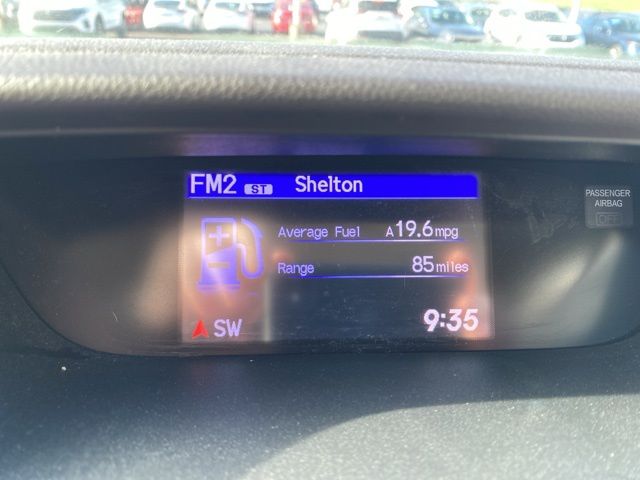 FM2 ST Shelton
PASSENGER
AIRBAG
OFF
Average Fuel A19.6mpg
Range 85miles
SW 9:35